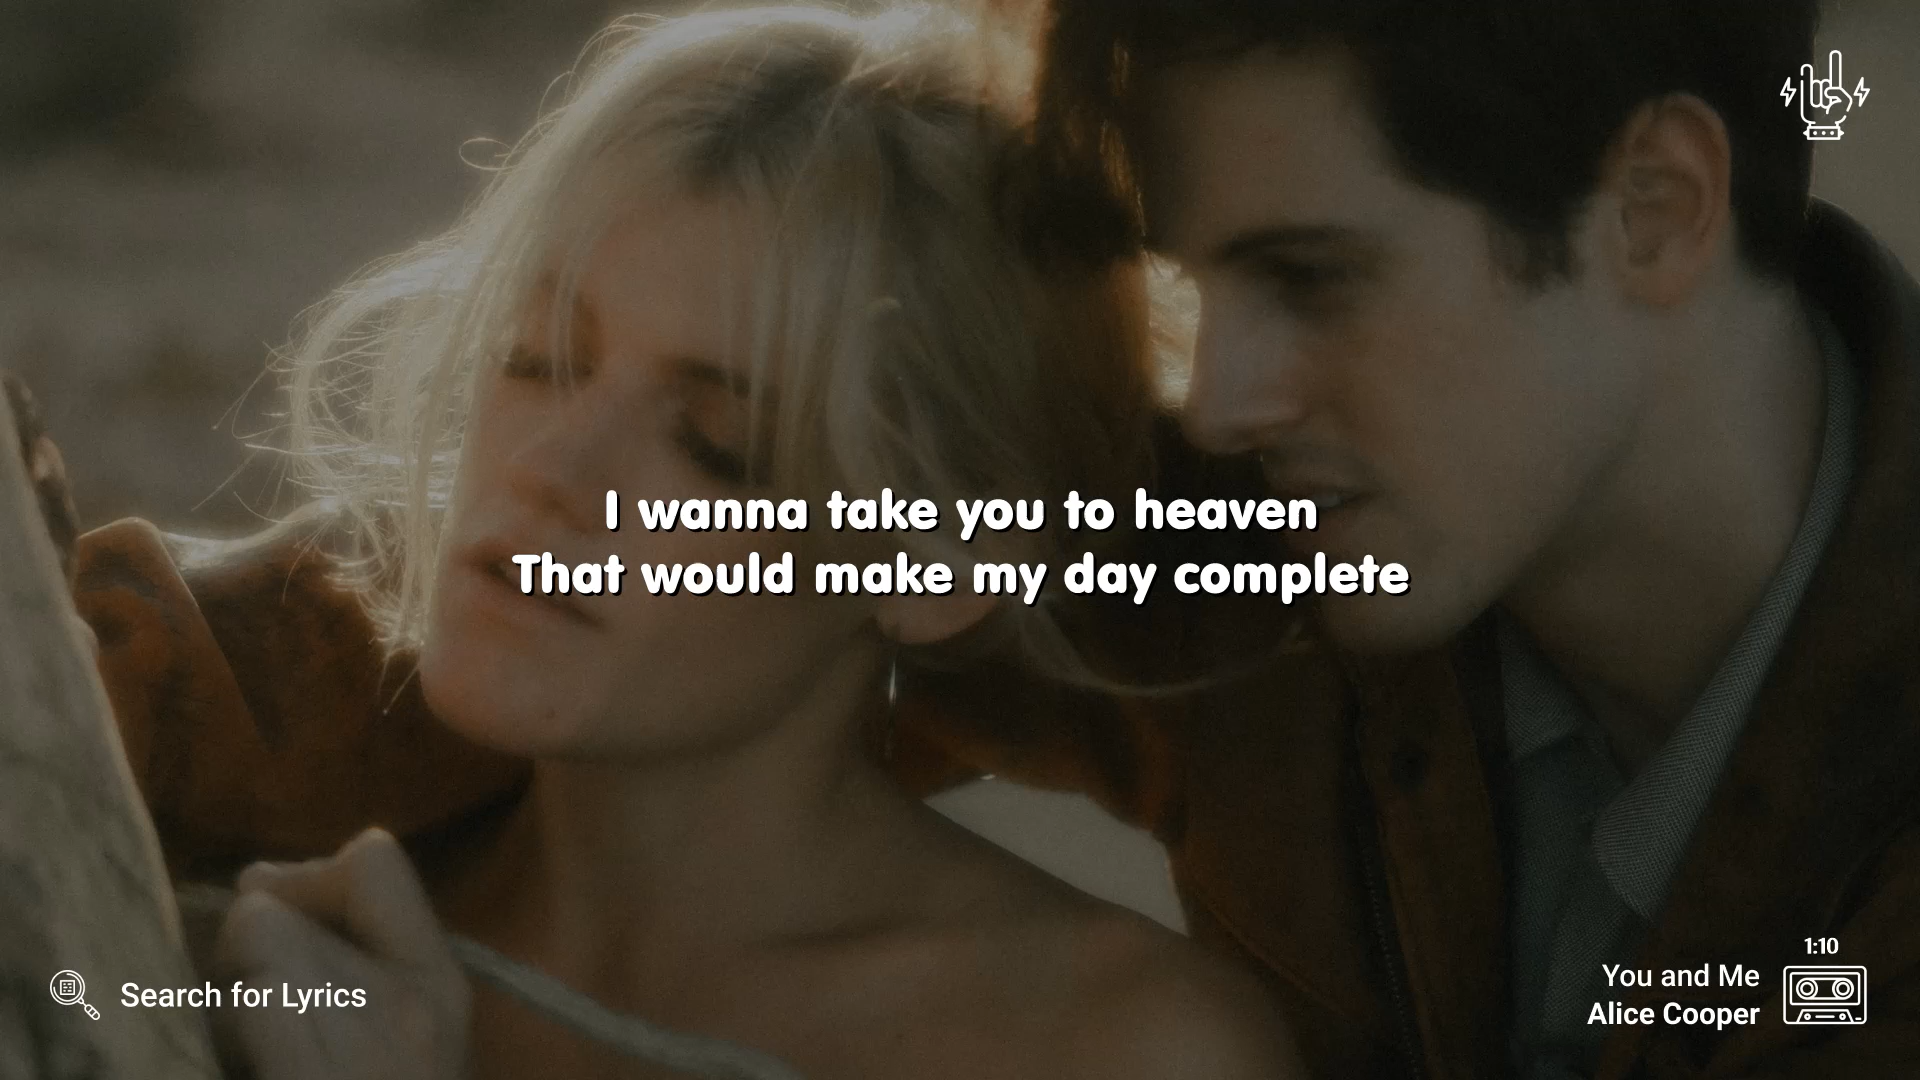 I wanna take you to heaven
That would make my day complete
Search for Lyrics
1:10
You and Me
Alice Cooper